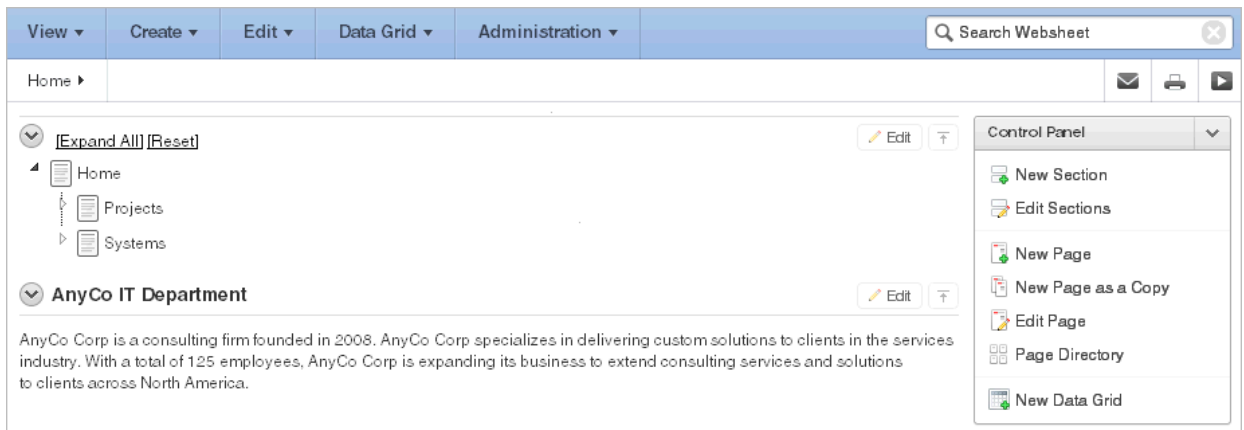 View Create Edit Data Grid Administration Search Websheet
Home
[Expand All] [Reset] Edit
Home
Projects
Systems
AnyCo IT Department Edit
AnyCo Corp is a consulting firm founded in 2008. AnyCo Corp specializes in delivering custom solutions to clients in the services
industry. With a total of 125 employees, AnyCo Corp is expanding its business to extend consulting services and solutions
to clients across North America.
Control Panel
New Section
Edit Sections
New Page
New Page as a Copy
Edit Page
Page Directory
New Data Grid